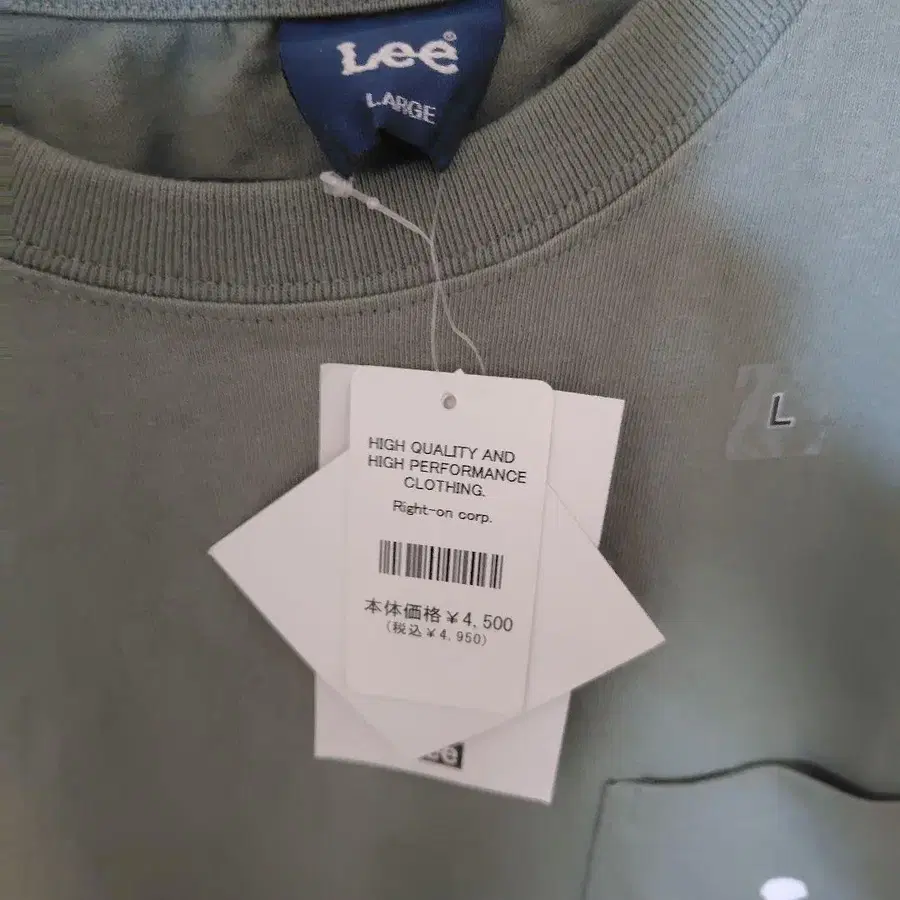 Lee®
LARGE
L
HIGH QUALITY AND
HIGH PERFORMANCE
CLOTHING.
Right-on corp.
本体価格¥4,500
(税込¥4,950)
ee